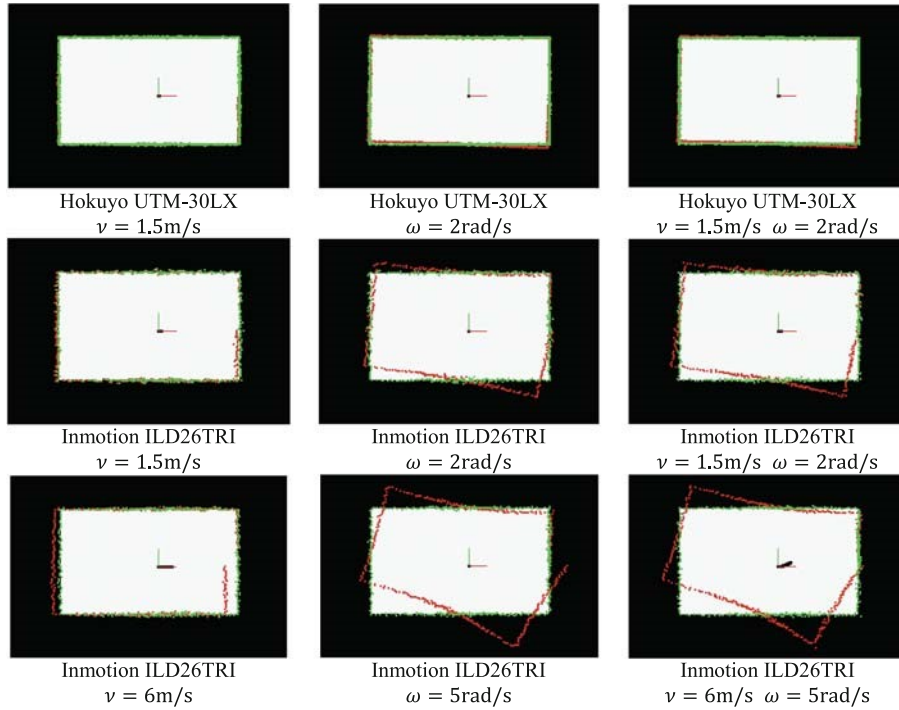 Hokuyo UTM-30LX
Hokuyo UTM-30LX
Hokuyo UTM-30LX
ν = 1.5m/s
ω = 2rad/s
ν = 1.5m/s ω = 2rad/s
Inmotion ILD26TRI
Inmotion ILD26TRI
Inmotion ILD26TRI
ν = 1.5m/s
ω = 2rad/s
ν = 1.5m/s ω = 2rad/s
Inmotion ILD26TRI
Inmotion ILD26TRI
Inmotion ILD26TRI
ν = 6m/s
ω = 5rad/s
ν = 6m/s ω = 5rad/s